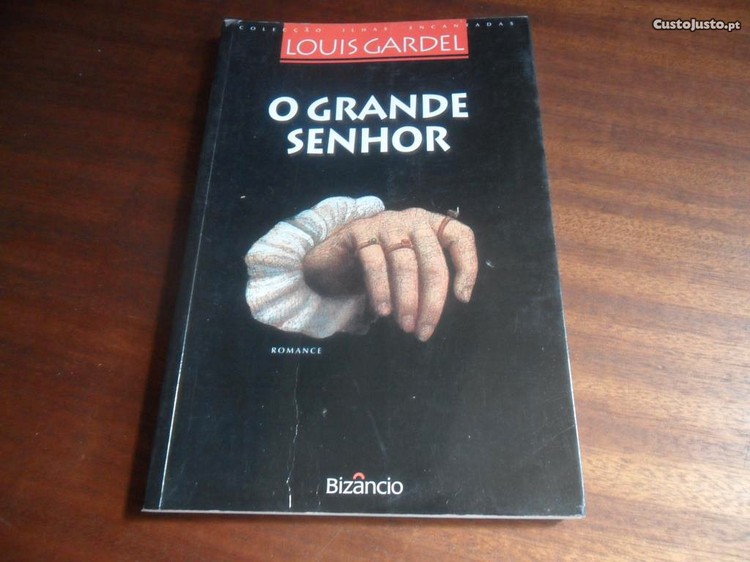 CustoJusto.pt
COLECÇÃO ILHAS ENCANTADAS
LOUIS GARDEL
O GRANDE
SENHOR
ROMANCE
Bizâncio